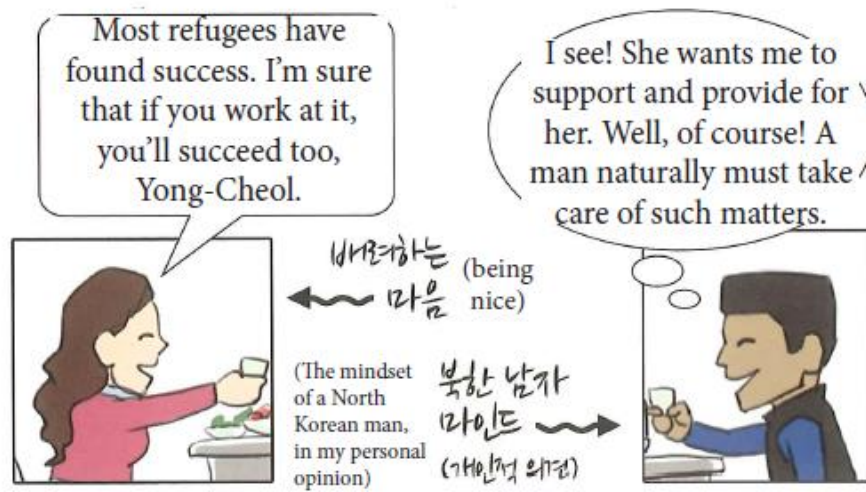 Most refugees have
found success. I'm sure
that if you work at it,
you'll succeed too,
Yong-Cheol.
I see! She wants me to
support and provide for
her. Well, of course! A
man naturally must take
care of such matters.
배려하는
마음
(being
nice)
(The mindset
of a North
Korean man,
in my personal
opinion)
북한 남자
마인드
(개인적 의견)